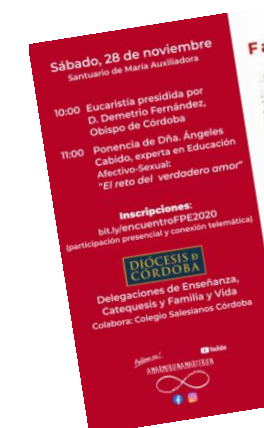 Sábado, 28 de noviembre
Santuario de María Auxiliadora
10:00 Eucaristía presidida por
D. Demetrio Fernández,
Obispo de Córdoba
11:00 Ponencia de Dña. Ángeles
Cabido, experta en Educación
Afectivo-Sexual:
"El reto del verdadero amor"
Inscripciones:
bit.ly/encuentroFPE2020
(participación presencial y conexión telemática)
DIÓCESIS D
CÓRDOBA
Delegaciones de Enseñanza,
Catequesis y Familia y Vida
Colabora: Colegio Salesianos Córdoba
YouTube